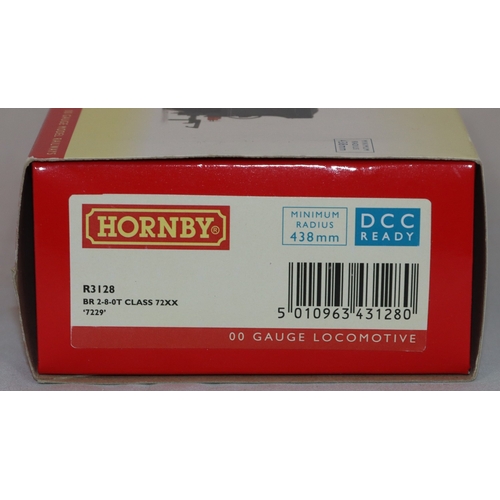 HORNBY®
MINIMUM
RADIUS
438mm
DCC
READY
R3128
BR 2-8-0T CLASS 72XX
'7229'
5 010963 431280
00 GAUGE LOCOMOTIVE